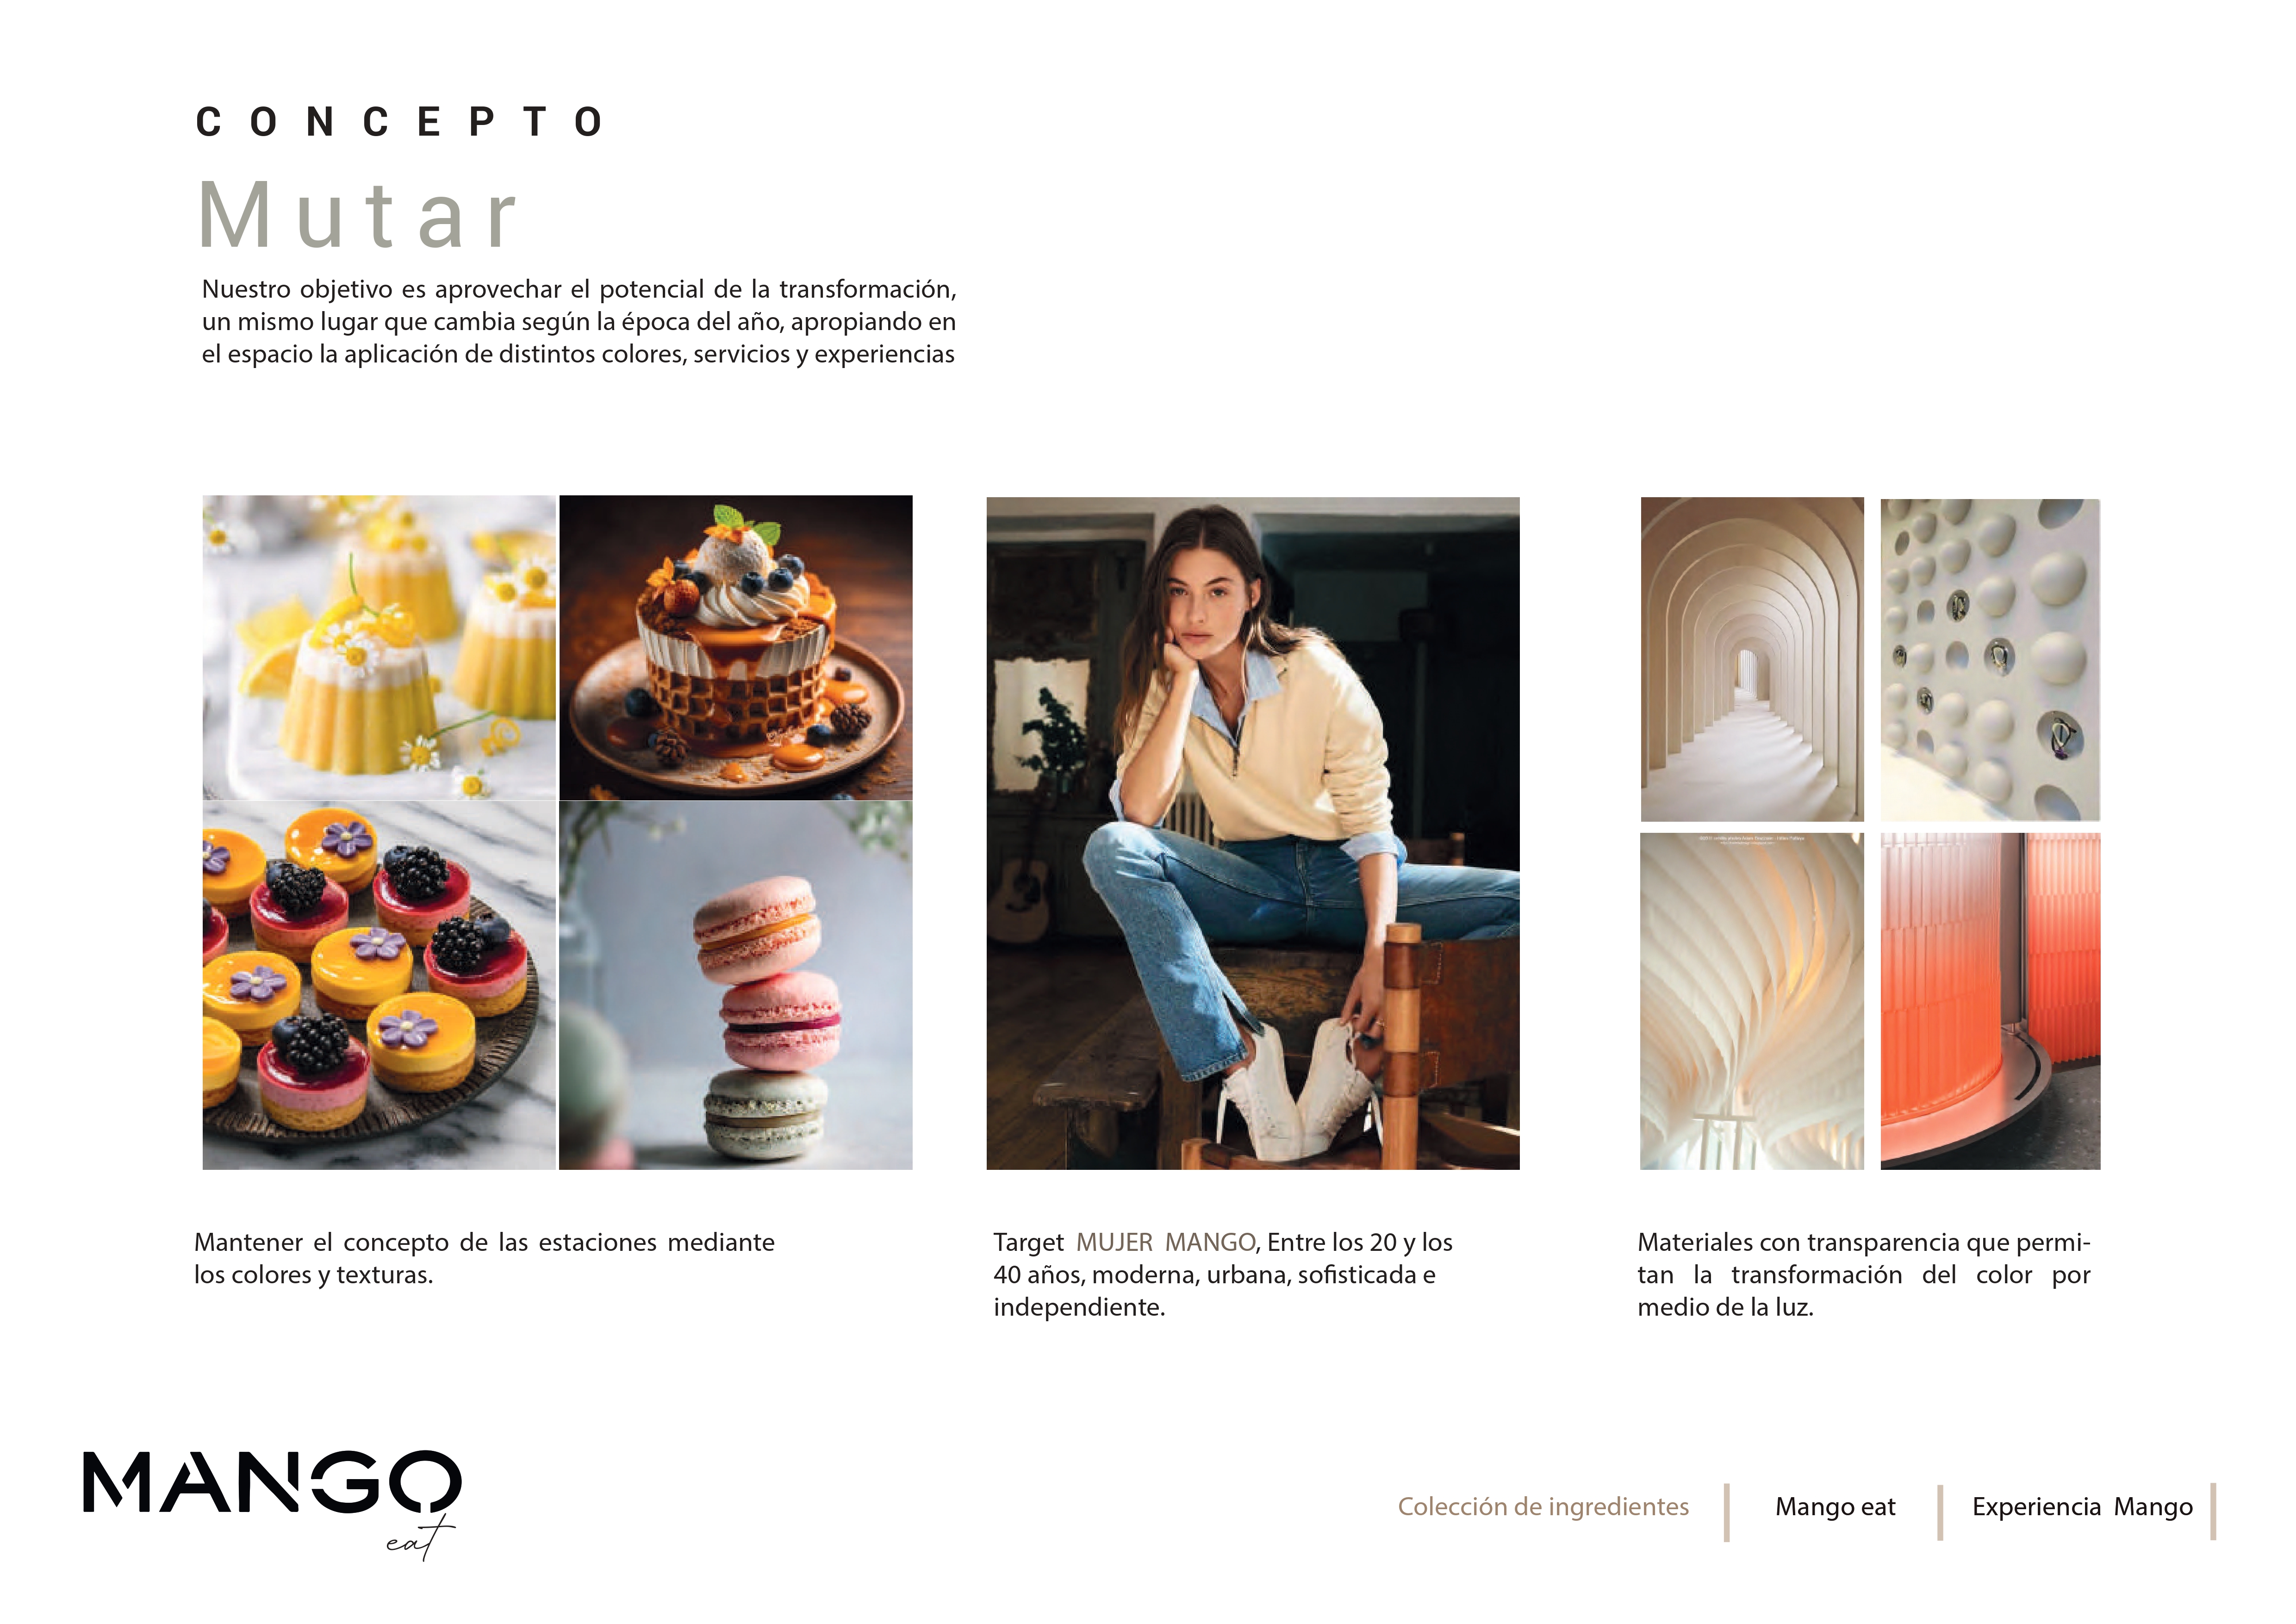 CONCEPTO
Mutar
Nuestro objetivo es aprovechar el potencial de la transformación,
un mismo lugar que cambia según la época del año, apropiando en
el espacio la aplicación de distintos colores, servicios y experiencias
Mantener el concepto de las estaciones mediante
los colores y texturas.
Target MUJER MANGO, Entre los 20 y los
40 años, moderna, urbana, sofisticada e
independiente.
Materiales con transparencia que permi-
tan la transformación del color por
medio de la luz.
MANGO
eat
Colección de ingredientes
Mango eat
Experiencia Mango